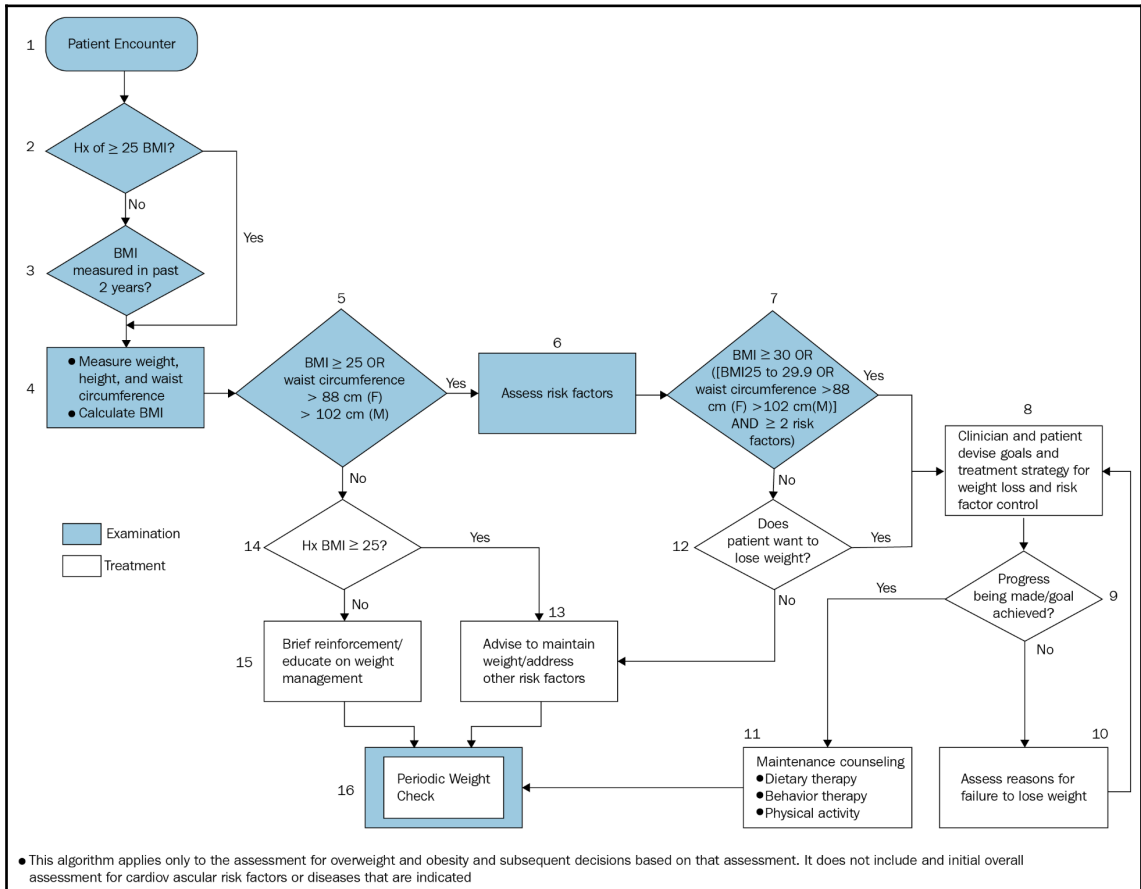 1
Patient Encounter
2
Hx of ≥ 25 BMI?
No
Yes
3
BMI
measured in past
2 years?
4
● Measure weight,
height, and waist
circumference
● Calculate BMI
5
BMI ≥ 25 OR
waist circumference
> 88 cm (F)
> 102 cm (M)
Yes
No
6
Assess risk factors
7
BMI ≥ 30 OR
([BMI25 to 29.9 OR
waist circumference >88
cm (F) >102 cm(M)]
AND ≥ 2 risk
factors)
Yes
No
8
Clinician and patient
devise goals and
treatment strategy for
weight loss and risk
factor control
Examination
Treatment
14
Hx BMI ≥ 25?
Yes
No
12
Does
patient want to
lose weight?
Yes
No
Progress
being made/goal
achieved?
9
Yes
No
15
Brief reinforcement/
educate on weight
management
13
Advise to maintain
weight/address
other risk factors
16
Periodic Weight
Check
11
Maintenance counseling
●Dietary therapy
●Behavior therapy
●Physical activity
10
Assess reasons for
failure to lose weight
● This algorithm applies only to the assessment for overweight and obesity and subsequent decisions based on that assessment. It does not include and initial overall
assessment for cardiov ascular risk factors or diseases that are indicated